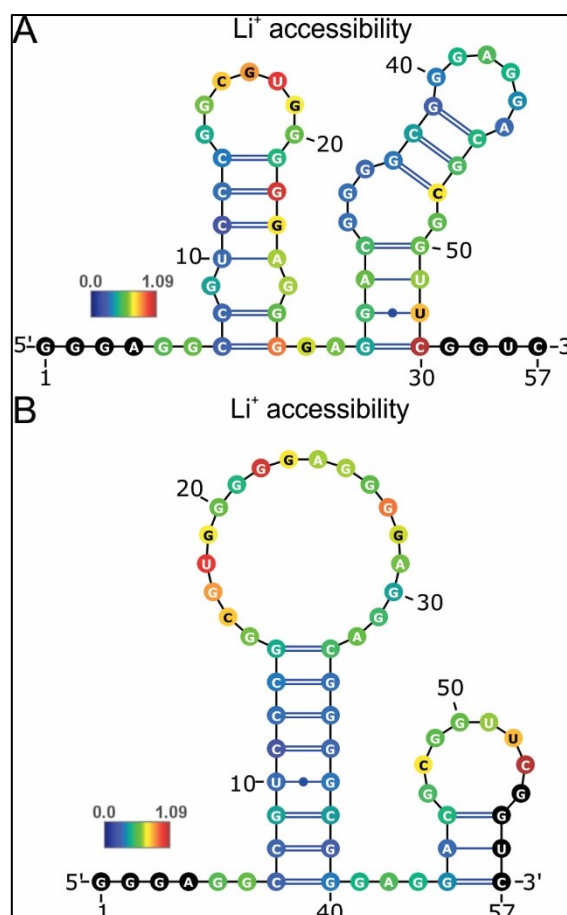 A
Li⁺ accessibility
40
G A G
G G
C G U G G
G G G A
G G 20 G C C
C G G G G
C G G C
C G G G
10 U A C G 50
G G A U
0.0 1.09
C G G U
5' G G G A G G C G G A G C G G U C 3'
1 30 57
B
Li⁺ accessibility
G G A G
20 G G G
G G
U G
G A
C G 30
G G
G C A
C G
C G 50
C G G G U U
10 U G C C
G C G G
0.0 1.09
C G C G
C G A U
5' G G G A G G C G G A G G C 3'
1 40 57